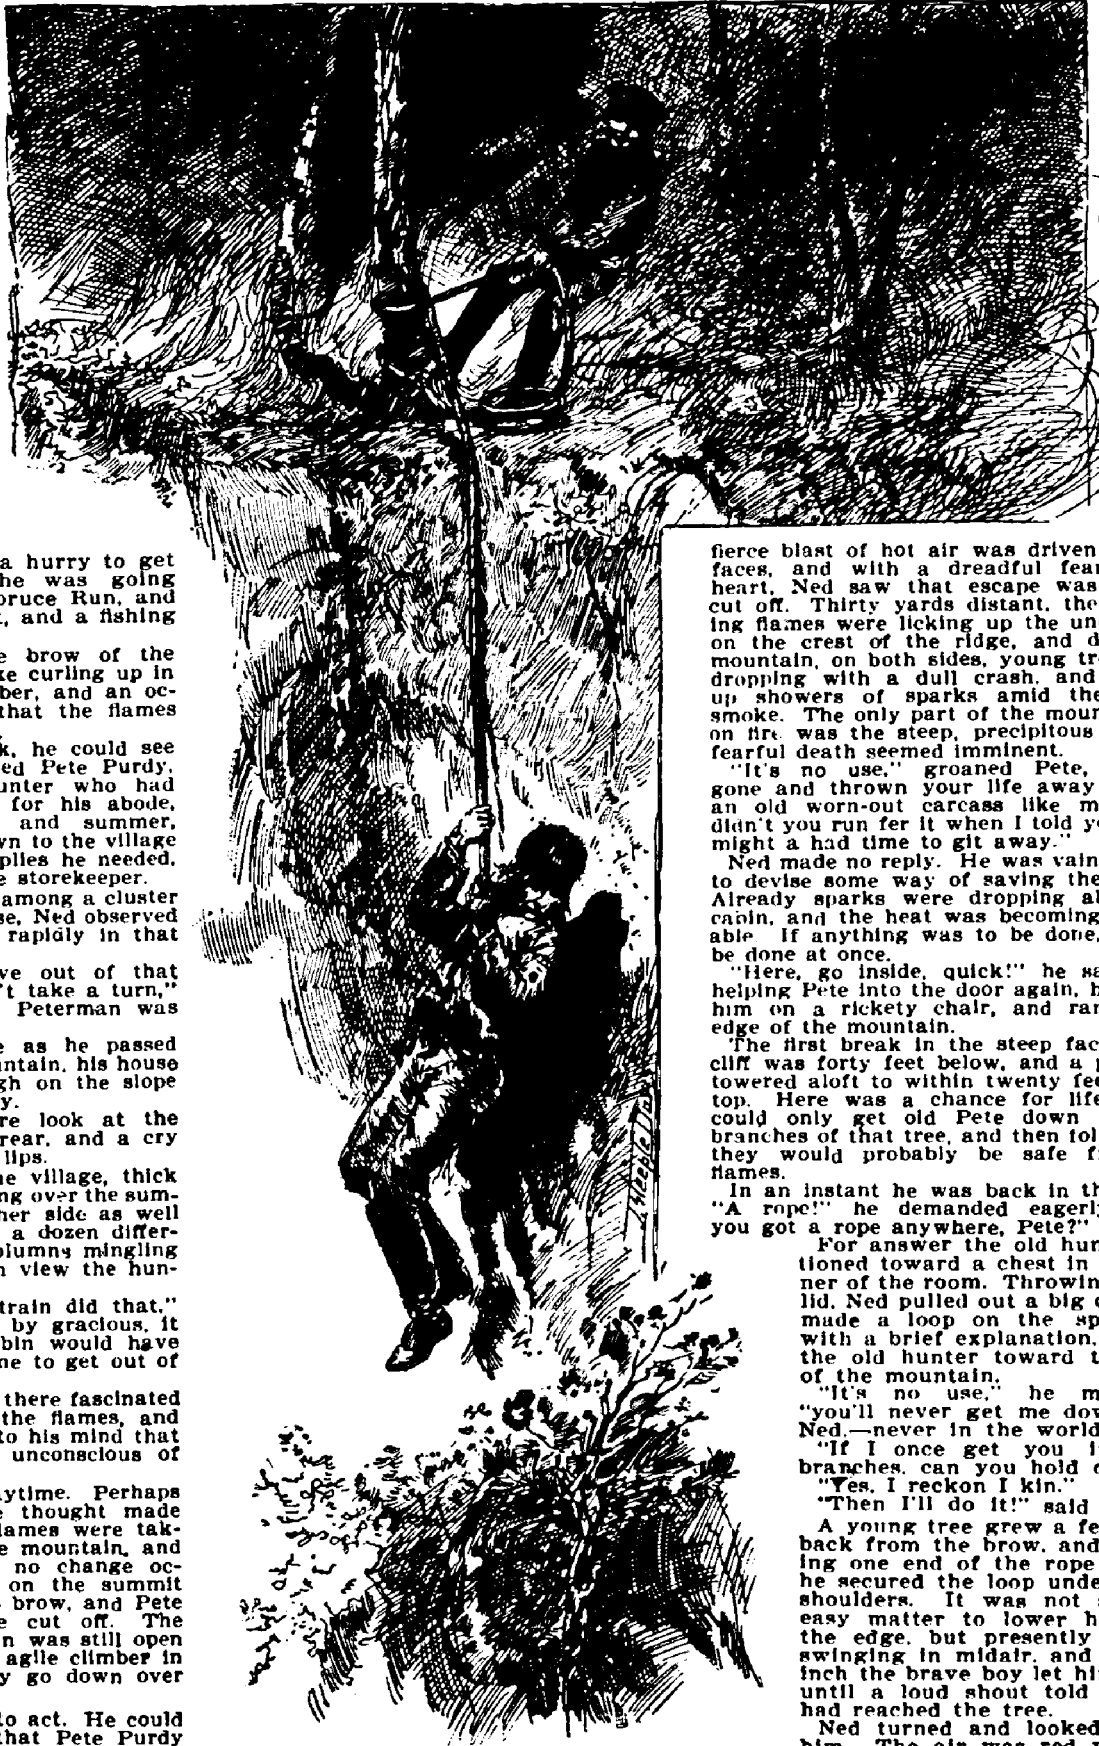 a hurry to get
he was going
pruce Run, and
, and a fishing
e brow of the
ke curling up in
ber, and an oc-
that the flames
k, he could see
ed Pete Purdy,
unter who had
for his abode,
and summer,
vn to the village
plies he needed,
e storekeeper.
among a cluster
se, Ned observed
rapidly in that
ve out of that
't take a turn,"
Peterman was
e as he passed
untain, his house
gh on the slope
y.
re look at the
rear, and a cry
lips.
he village, thick
ng over the sum-
her side as well
a dozen differ-
olumns mingling
n view the hun-
train did that,"
by gracious, it
bin would have
ne to get out of
there fascinated
the flames, and
to his mind that
unconscious of
ytime. Perhaps
e thought made
lames were tak-
e mountain, and
no change oc-
on the summit
brow, and Pete
e cut off. The
n was still open
agile climber in
y go down over
to act. He could
that Pete Purdy
fierce blast of hot air was driven
faces, and with a dreadful fear
heart, Ned saw that escape was
cut off. Thirty yards distant, the
ing flames were licking up the un
on the crest of the ridge, and d
mountain, on both sides, young tr
dropping with a dull crash, and
up showers of sparks amid the
smoke. The only part of the mour
on fire was the steep, precipitous
fearful death seemed imminent.
"It's no use," groaned Pete,
gone and thrown your life away
an old worn-out carcass like m
didn't you run fer it when I told y
might a had time to git away."
Ned made no reply. He was vain
to devise some way of saving the
Already sparks were dropping a
cabin, and the heat was becoming
able. If anything was to be done,
be done at once.
"Here, go inside, quick!" he sa
helping Pete into the door again, h
him on a rickety chair, and ran
edge of the mountain.
The first break in the steep fac
cliff was forty feet below, and a p
towered aloft to within twenty fee
top. Here was a chance for life
could only get old Pete down
branches of that tree, and then fol
they would probably be safe f
flames.
In an instant he was back in th
"A rope!" he demanded eagerly
you got a rope anywhere, Pete?"
For answer the old hun
tioned toward a chest in
ner of the room. Throwin
lid, Ned pulled out a big c
made a loop on the sp
with a brief explanation,
the old hunter toward t
of the mountain.
"It's no use," he m
"you'll never get me dov
Ned,—never in the world
"If I once get you i
branches, can you hold o
"Yes, I reckon I kin."
"Then I'll do it!" said
A young tree grew a fe
back from the brow, and
ing one end of the rope
he secured the loop unde
shoulders. It was not
easy matter to lower h
the edge, but presently
swinging in midair, and
inch the brave boy let hi
until a loud shout told
had reached the tree.
Ned turned and looked
him. The air was red